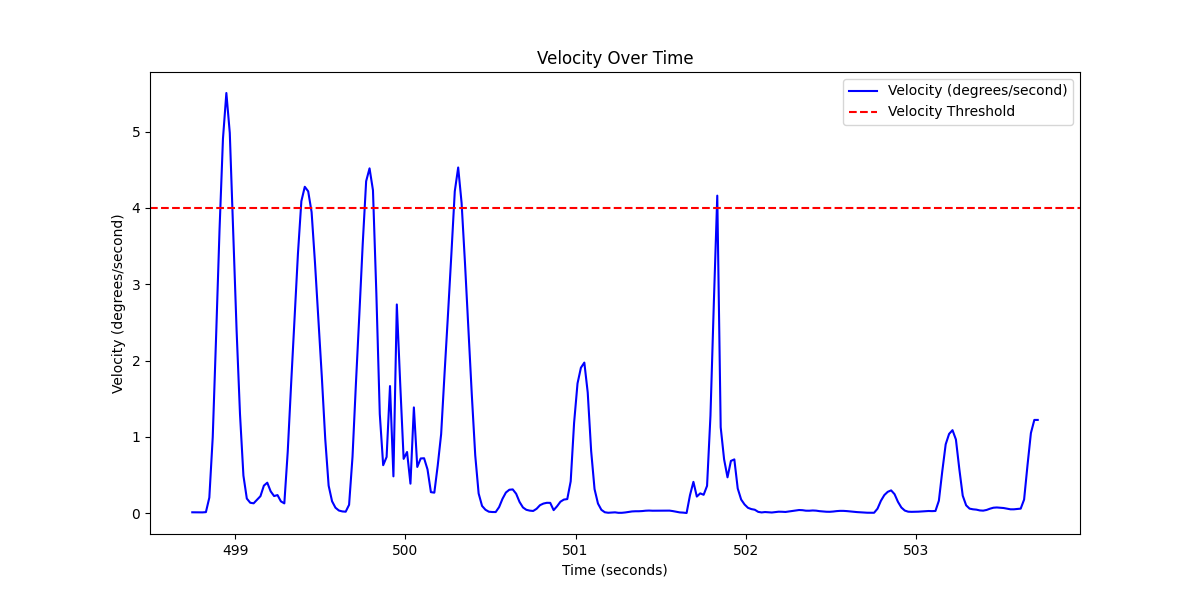 Velocity Over Time
Velocity (degrees/second)
Velocity Threshold
Velocity (degrees/second)
5
4
3
2
1
0
499 500 501 502 503
Time (seconds)